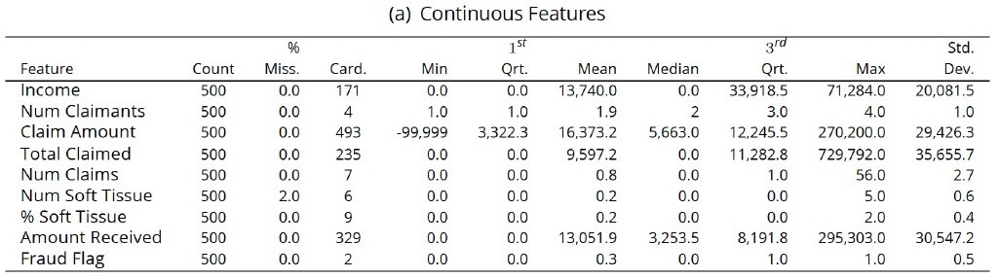 (a) Continuous Features
% 1st 3rd Std.
Feature Count Miss. Card. Min Qrt. Mean Median Qrt. Max Dev.
Income 500 0.0 171 0.0 0.0 13,740.0 0.0 33,918.5 71,284.0 20,081.5
Num Claimants 500 0.0 4 1.0 1.0 1.9 2 3.0 4.0 1.0
Claim Amount 500 0.0 493 -99,999 3,322.3 16,373.2 5,663.0 12,245.5 270,200.0 29,426.3
Total Claimed 500 0.0 235 0.0 0.0 9,597.2 0.0 11,282.8 729,792.0 35,655.7
Num Claims 500 0.0 7 0.0 0.0 0.8 0.0 1.0 56.0 2.7
Num Soft Tissue 500 2.0 6 0.0 0.0 0.2 0.0 0.0 5.0 0.6
% Soft Tissue 500 0.0 9 0.0 0.0 0.2 0.0 0.0 2.0 0.4
Amount Received 500 0.0 329 0.0 0.0 13,051.9 3,253.5 8,191.8 295,303.0 30,547.2
Fraud Flag 500 0.0 2 0.0 0.0 0.3 0.0 1.0 1.0 0.5